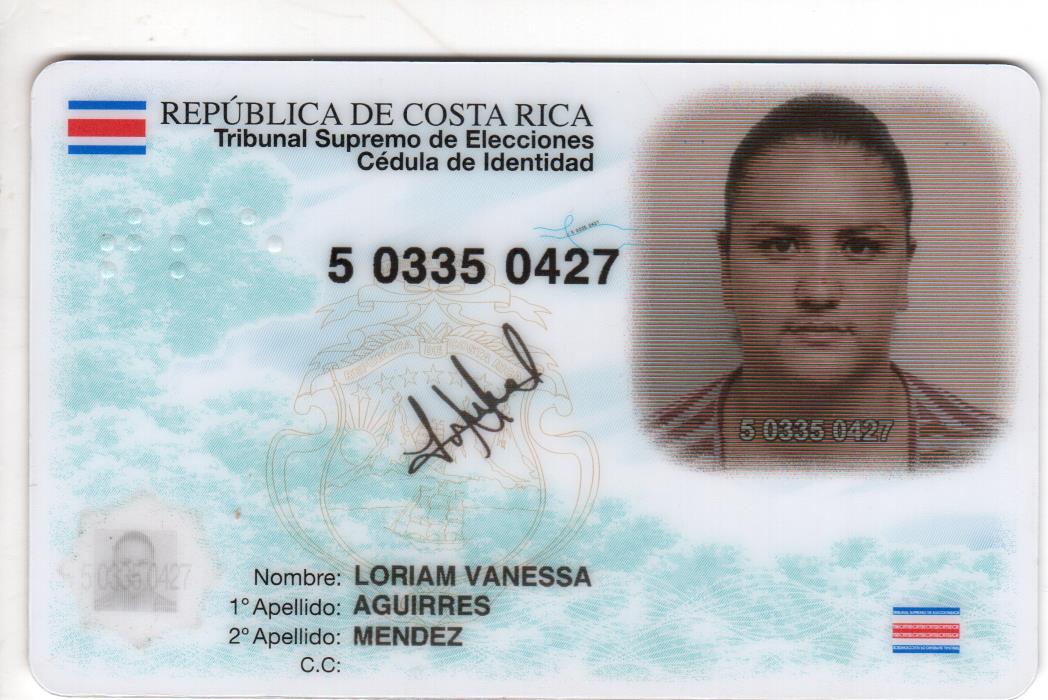 REPÚBLICA DE COSTA RICA
Tribunal Supremo de Elecciones
Cédula de Identidad
5 0335 0427
5 0335 0427
5 0335 0427
Nombre: LORIAM VANESSA
1° Apellido: AGUIRRES
2° Apellido: MENDEZ
C.C: